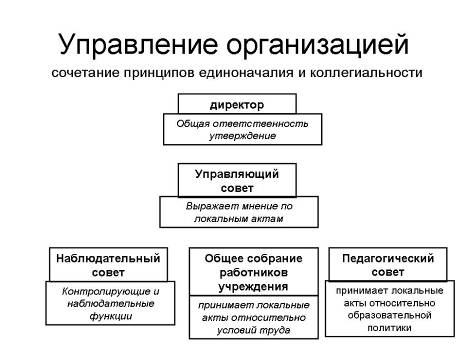 Управление организацией
сочетание принципов единоначалия и коллегиальности
директор
Общая ответственность
утверждение
Управляющий
совет
Выражает мнение по
локальным актам
Наблюдательный
совет
Контролирующие и
наблюдательные
функции
Общее собрание
работников
учреждения
принимает локальные
акты относительно
условий труда
Педагогический
совет
принимает локальные
акты относительно
образовательной
политики